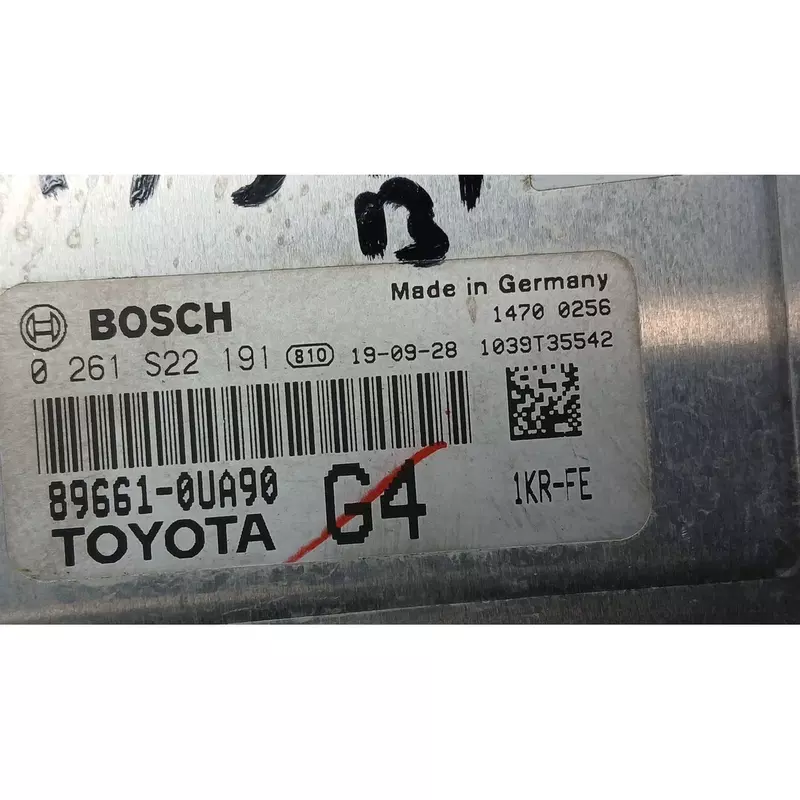 B
Made in Germany
BOSCH
1470 0256
0 261 S22 191 810 19-09-28 1039T35542
89661-0UA90 G4 1KR-FE
TOYOTA